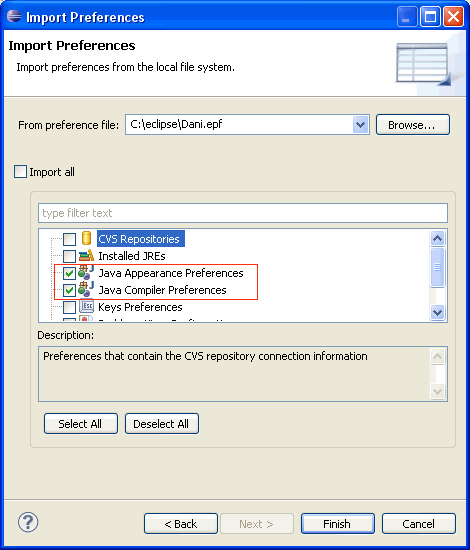 Import Preferences
Import Preferences
Import preferences from the local file system.
From preference file: C:\eclipse\Dani.epf Browse...
Import all
type filter text
CVS Repositories
Installed JREs
Java Appearance Preferences
Java Compiler Preferences
Esc Keys Preferences
Description:
Preferences that contain the CVS repository connection information
Select All Deselect All
? < Back Next > Finish Cancel